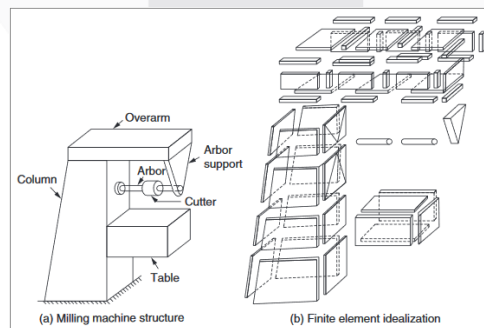 Overarm
Arbor
support
Arbor
Column
Cutter
Table
(a) Milling machine structure
(b) Finite element idealization